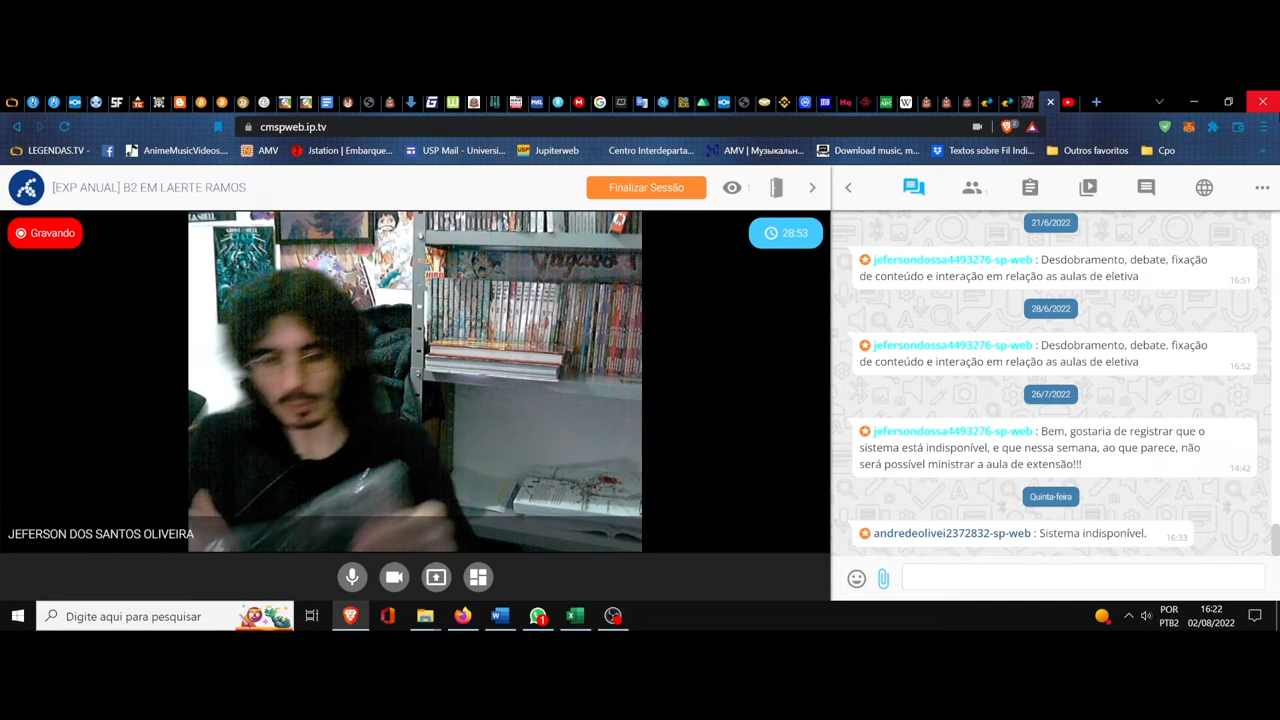 cmspweb.ip.tv
2
LEGENDAS.TV -
AnimeMusicVideos...
AMV
Jstation | Embarque...
USP Mail - Universi...
Jupiterweb
Centro Interdeparta...
AMV | Музыкальн...
Download music, m...
Textos sobre Fil Indi...
Outros favoritos
Cpo
[EXP ANUAL] B2 EM LAERTE RAMOS
Finalizar Sessão
1
1
Gravando
28:53
21/6/2022
jefersondossa4493276-sp-web : Desdobramento, debate, fixação
de conteúdo e interação em relação as aulas de eletiva
16:51
28/6/2022
jefersondossa4493276-sp-web : Desdobramento, debate, fixação
de conteúdo e interação em relação as aulas de eletiva
16:52
26/7/2022
jefersondossa4493276-sp-web : Bem, gostaria de registrar que o
sistema está indisponível, e que nessa semana, ao que parece, não
será possível ministrar a aula de extensão!!!
14:42
Quinta-feira
andredeolivei2372832-sp-web : Sistema indisponível.
16:33
JEFERSON DOS SANTOS OLIVEIRA
Digite aqui para pesquisar
1
POR
PTB2
16:22
02/08/2022